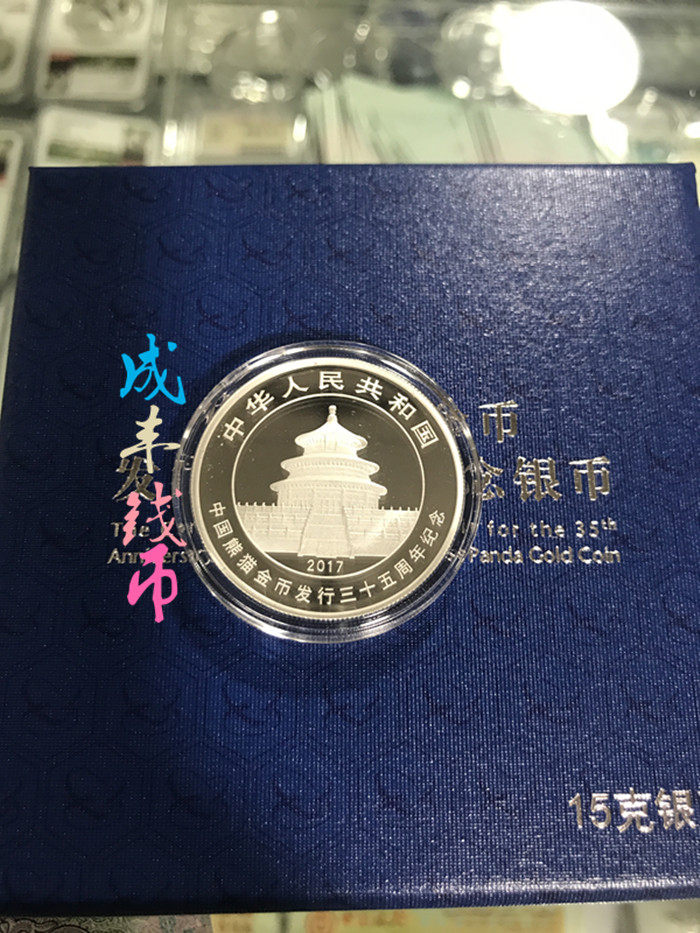 中华人民共和国
2017
中国熊猫金币发行三十五周年纪念
成丰钱币
币
发
念银币
for the 35th
Panda Gold Coin
15克银